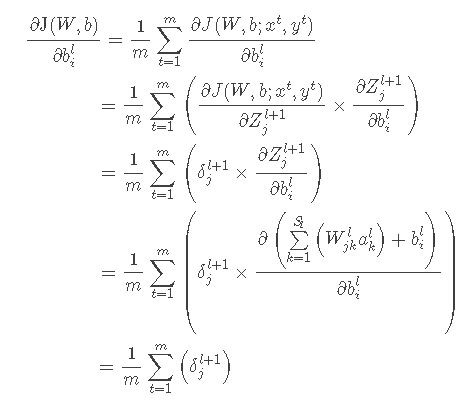 ∂J(W, b)/∂b_i^l = 1/m ∑_{t=1}^{m} ∂J(W, b; x^t, y^t)/∂b_i^l
= 1/m ∑_{t=1}^{m} (∂J(W, b; x^t, y^t)/∂Z_j^{l+1} × ∂Z_j^{l+1}/∂b_i^l)
= 1/m ∑_{t=1}^{m} (δ_j^{l+1} × ∂Z_j^{l+1}/∂b_i^l)
= 1/m ∑_{t=1}^{m} (δ_j^{l+1} × ∂(∑_{k=1}^{S_l} (W_{jk}^l a_k^l) + b_i^l)/∂b_i^l)
= 1/m ∑_{t=1}^{m} (δ_j^{l+1})